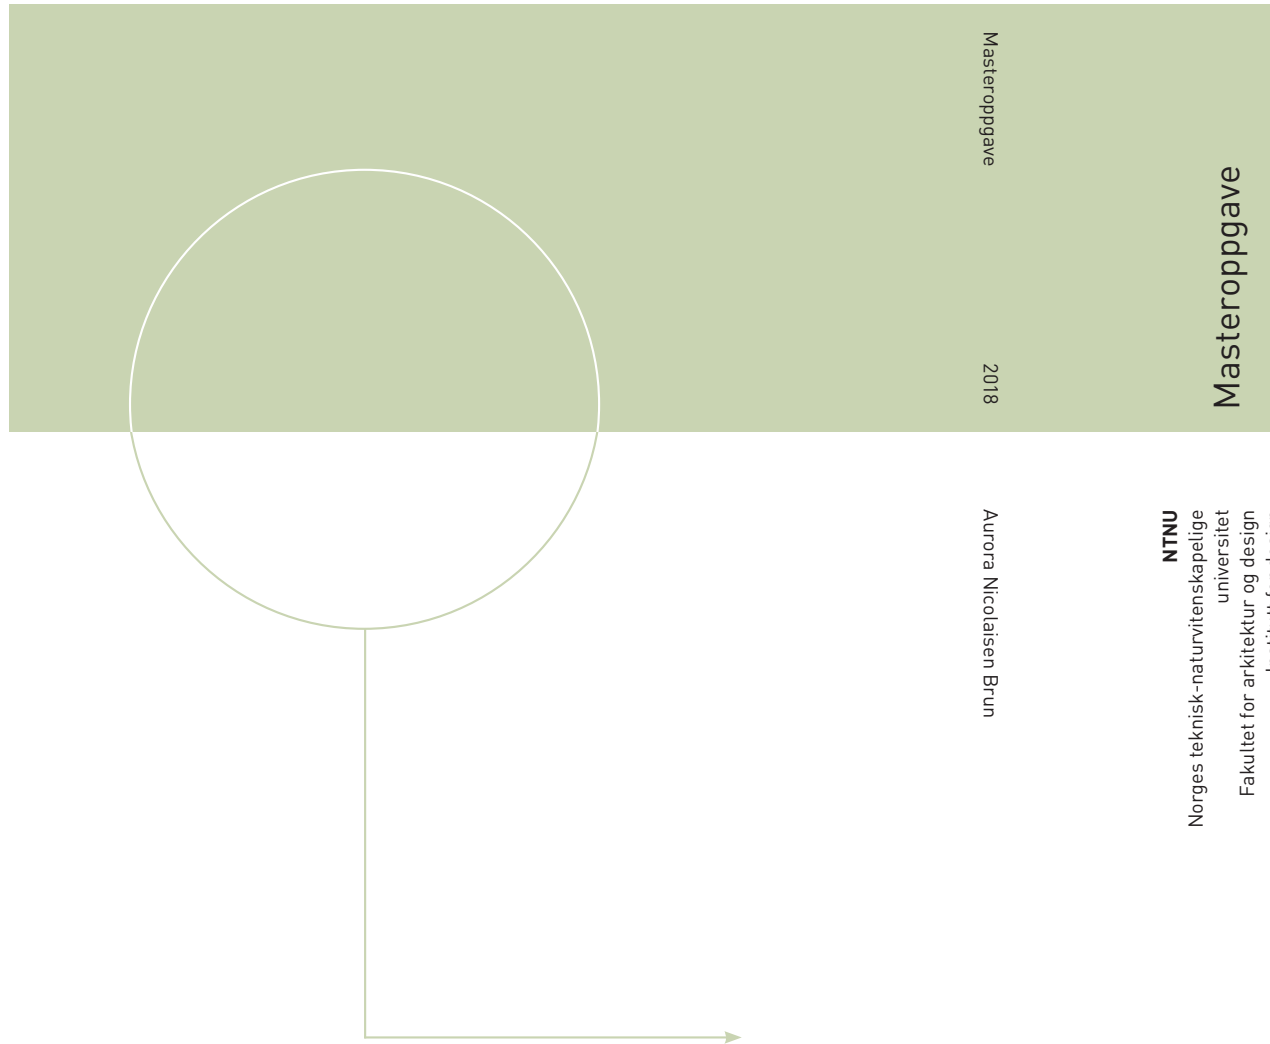 Masteroppgave
2018
Aurora Nicolaisen Brun
Masteroppgave
NTNU
Norges teknisk-naturvitenskapelige
universitet
Fakultet for arkitektur og design